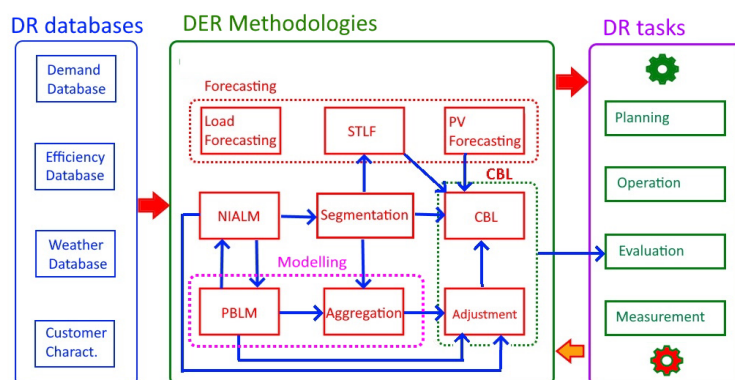 DR databases
Demand
Database
Efficiency
Database
Weather
Database
Customer
Charact.
DER Methodologies
Forecasting
Load
Forecasting
STLF
PV
Forecasting
CBL
NIALM
Segmentation
CBL
Modelling
PBLM
Aggregation
Adjustment
DR tasks
Planning
Operation
Evaluation
Measurement